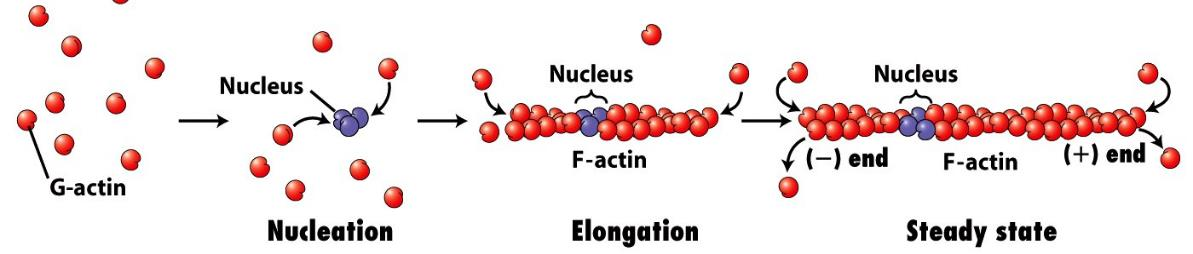 G-actin
Nucleus
Nucleation
Nucleus
F-actin
Elongation
Nucleus
(−) end
F-actin
(+) end
Steady state